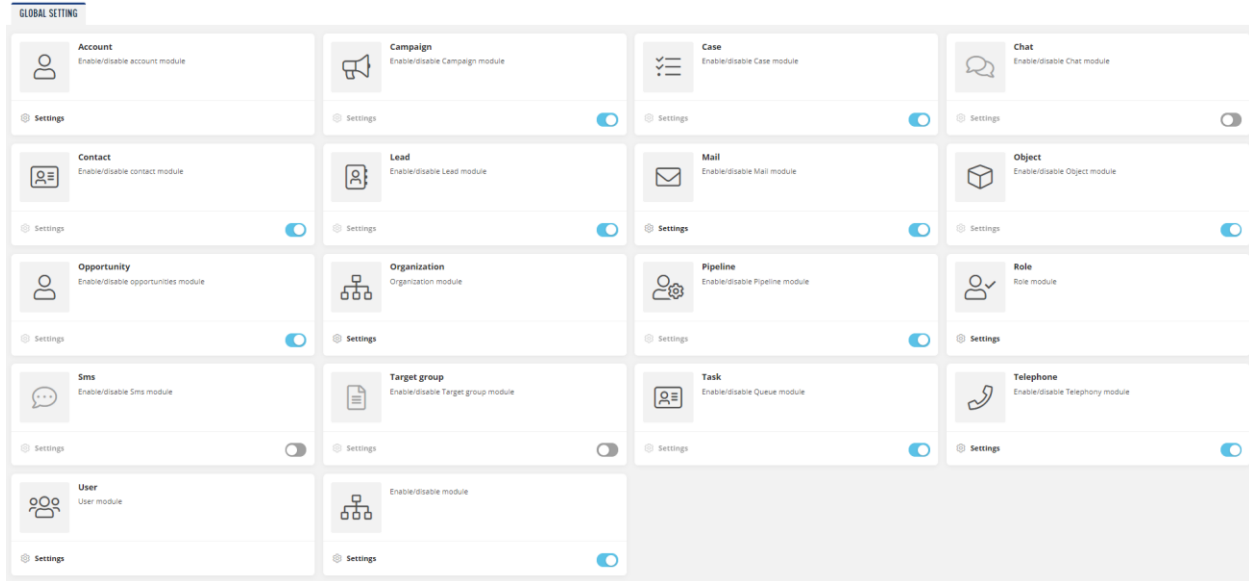 GLOBAL SETTING
Account
Enable/disable account module
Settings
Campaign
Enable/disable Campaign module
Settings
Case
Enable/disable Case module
Settings
Chat
Enable/disable Chat module
Settings
Contact
Enable/disable contact module
Settings
Lead
Enable/disable Lead module
Settings
Mail
Enable/disable Mail module
Settings
Object
Enable/disable Object module
Settings
Opportunity
Enable/disable opportunities module
Settings
Organization
Organization module
Settings
Pipeline
Enable/disable Pipeline module
Settings
Role
Role module
Settings
Sms
Enable/disable Sms module
Settings
Target group
Enable/disable Target group module
Settings
Task
Enable/disable Queue module
Settings
Telephone
Enable/disable Telephony module
Settings
User
User module
Settings
Enable/disable module
Settings